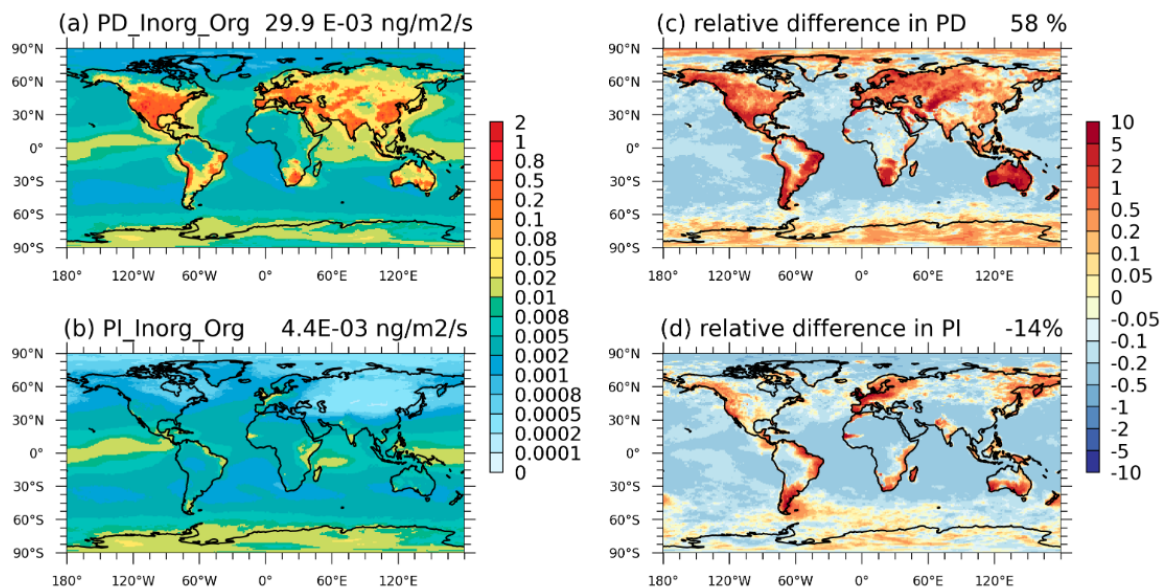 (a) PD_Inorg_Org 29.9 E-03 ng/m2/s
90°N
60°N
30°N
0°
30°S
60°S
90°S
180° 120°W 60°W 0° 60°E 120°E
(b) PI_Inorg_Org 4.4E-03 ng/m2/s
90°N
60°N
30°N
0°
30°S
60°S
90°S
180° 120°W 60°W 0° 60°E 120°E
2
1
0.8
0.5
0.2
0.1
0.08
0.05
0.02
0.01
0.008
0.005
0.002
0.001
0.0008
0.0005
0.0002
0.0001
0
(c) relative difference in PD 58 %
90°N
60°N
30°N
0°
30°S
60°S
90°S
180° 120°W 60°W 0° 60°E 120°E
(d) relative difference in PI -14%
90°N
60°N
30°N
0°
30°S
60°S
90°S
180° 120°W 60°W 0° 60°E 120°E
10
5
2
1
0.5
0.1
0.05
0
-0.05
-0.1
-0.2
-0.5
-1
-2
-5
-10